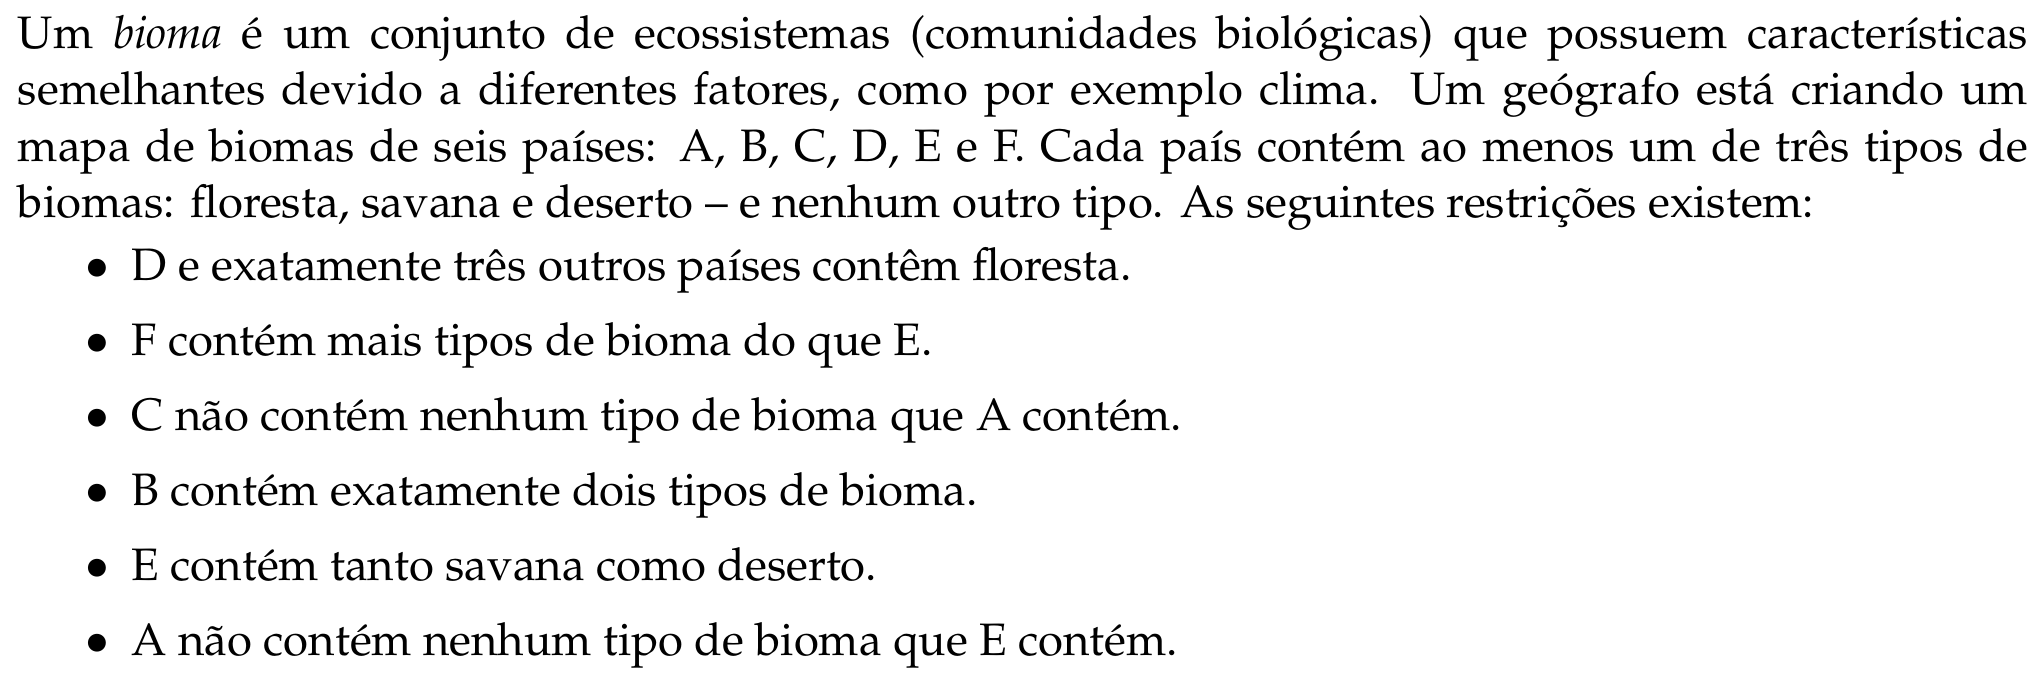 Um bioma é um conjunto de ecossistemas (comunidades biológicas) que possuem características
semelhantes devido a diferentes fatores, como por exemplo clima. Um geógrafo está criando um
mapa de biomas de seis países: A, B, C, D, E e F. Cada país contém ao menos um de três tipos de
biomas: floresta, savana e deserto – e nenhum outro tipo. As seguintes restrições existem:
• D e exatamente três outros países contêm floresta.
• F contém mais tipos de bioma do que E.
• C não contém nenhum tipo de bioma que A contém.
• B contém exatamente dois tipos de bioma.
• E contém tanto savana como deserto.
• A não contém nenhum tipo de bioma que E contém.